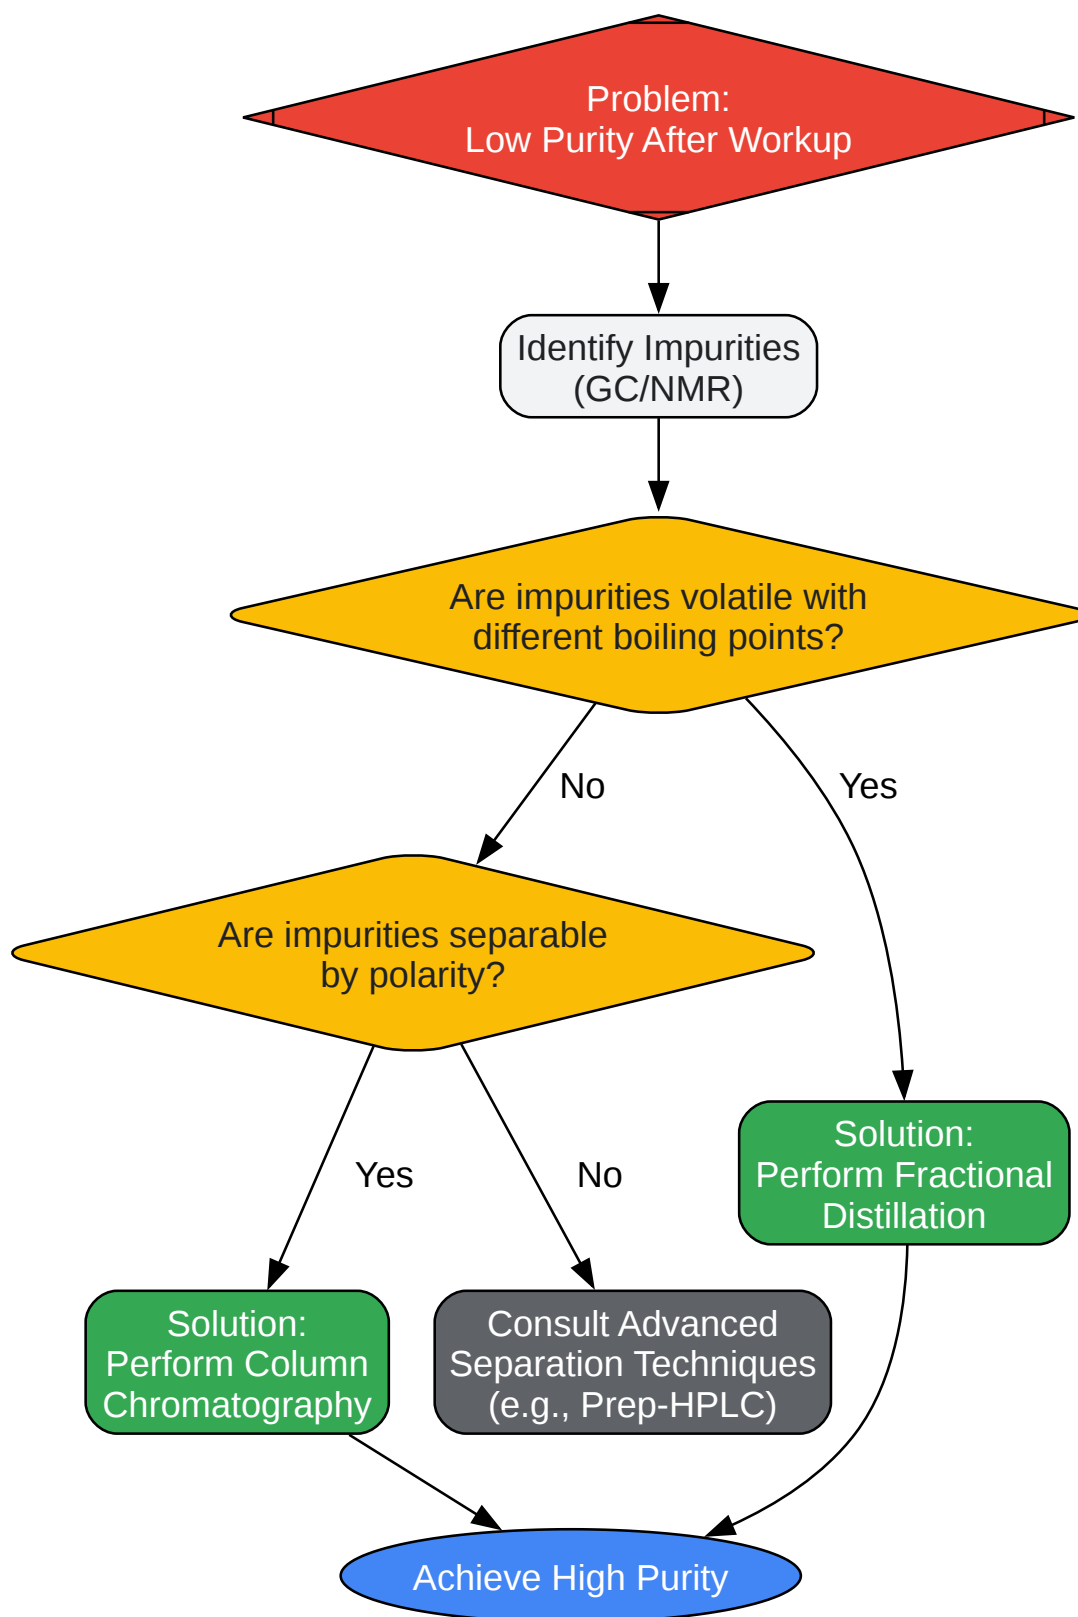 Problem:
Low Purity After Workup
Identify Impurities
(GC/NMR)
Are impurities volatile with
different boiling points?
No
Yes
Are impurities separable
by polarity?
Yes
No
Solution:
Perform Fractional
Distillation
Solution:
Perform Column
Chromatography
Consult Advanced
Separation Techniques
(e.g., Prep-HPLC)
Achieve High Purity